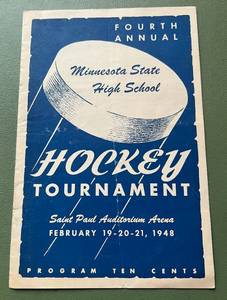 FOURTH
ANNUAL
Minnesota State
High School
HOCKEY
TOURNAMENT
Saint Paul Auditorium Arena
FEBRUARY 19-20-21, 1948
PROGRAM TEN CENTS